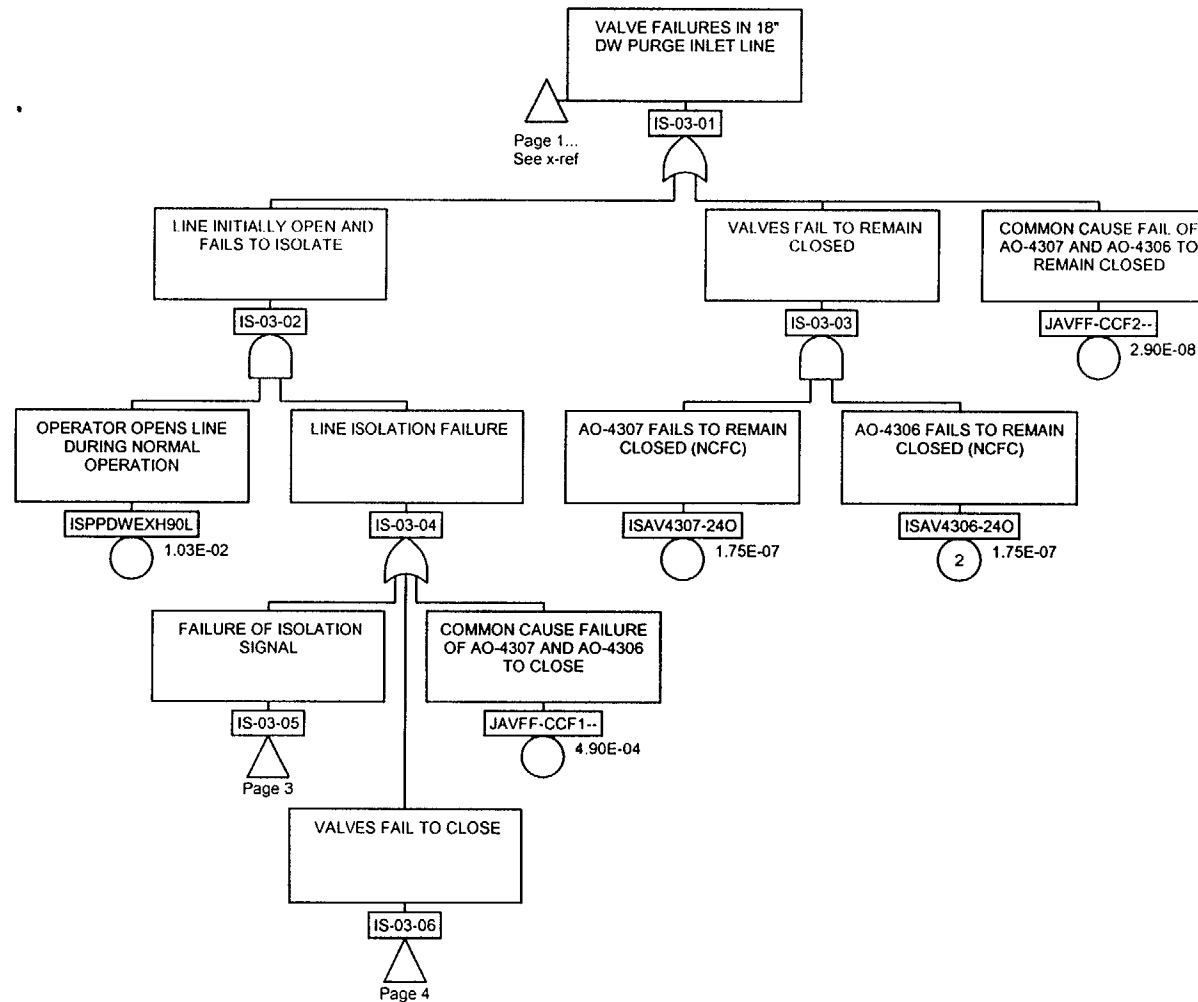 VALVE FAILURES IN 18"
DW PURGE INLET LINE
Page 1...
See x-ref
IS-03-01
LINE INITIALLY OPEN AND
FAILS TO ISOLATE
IS-03-02
VALVES FAIL TO REMAIN
CLOSED
IS-03-03
COMMON CAUSE FAIL OF
AO-4307 AND AO-4306 TO
REMAIN CLOSED
JAVFF-CCF2--
2.90E-08
OPERATOR OPENS LINE
DURING NORMAL
OPERATION
ISPPDWEXH90L
1.03E-02
LINE ISOLATION FAILURE
IS-03-04
AO-4307 FAILS TO REMAIN
CLOSED (NCFC)
ISAV4307-24O
1.75E-07
AO-4306 FAILS TO REMAIN
CLOSED (NCFC)
ISAV4306-24O
2
1.75E-07
FAILURE OF ISOLATION
SIGNAL
IS-03-05
Page 3
COMMON CAUSE FAILURE
OF AO-4307 AND AO-4306
TO CLOSE
JAVFF-CCF1--
4.90E-04
VALVES FAIL TO CLOSE
IS-03-06
Page 4